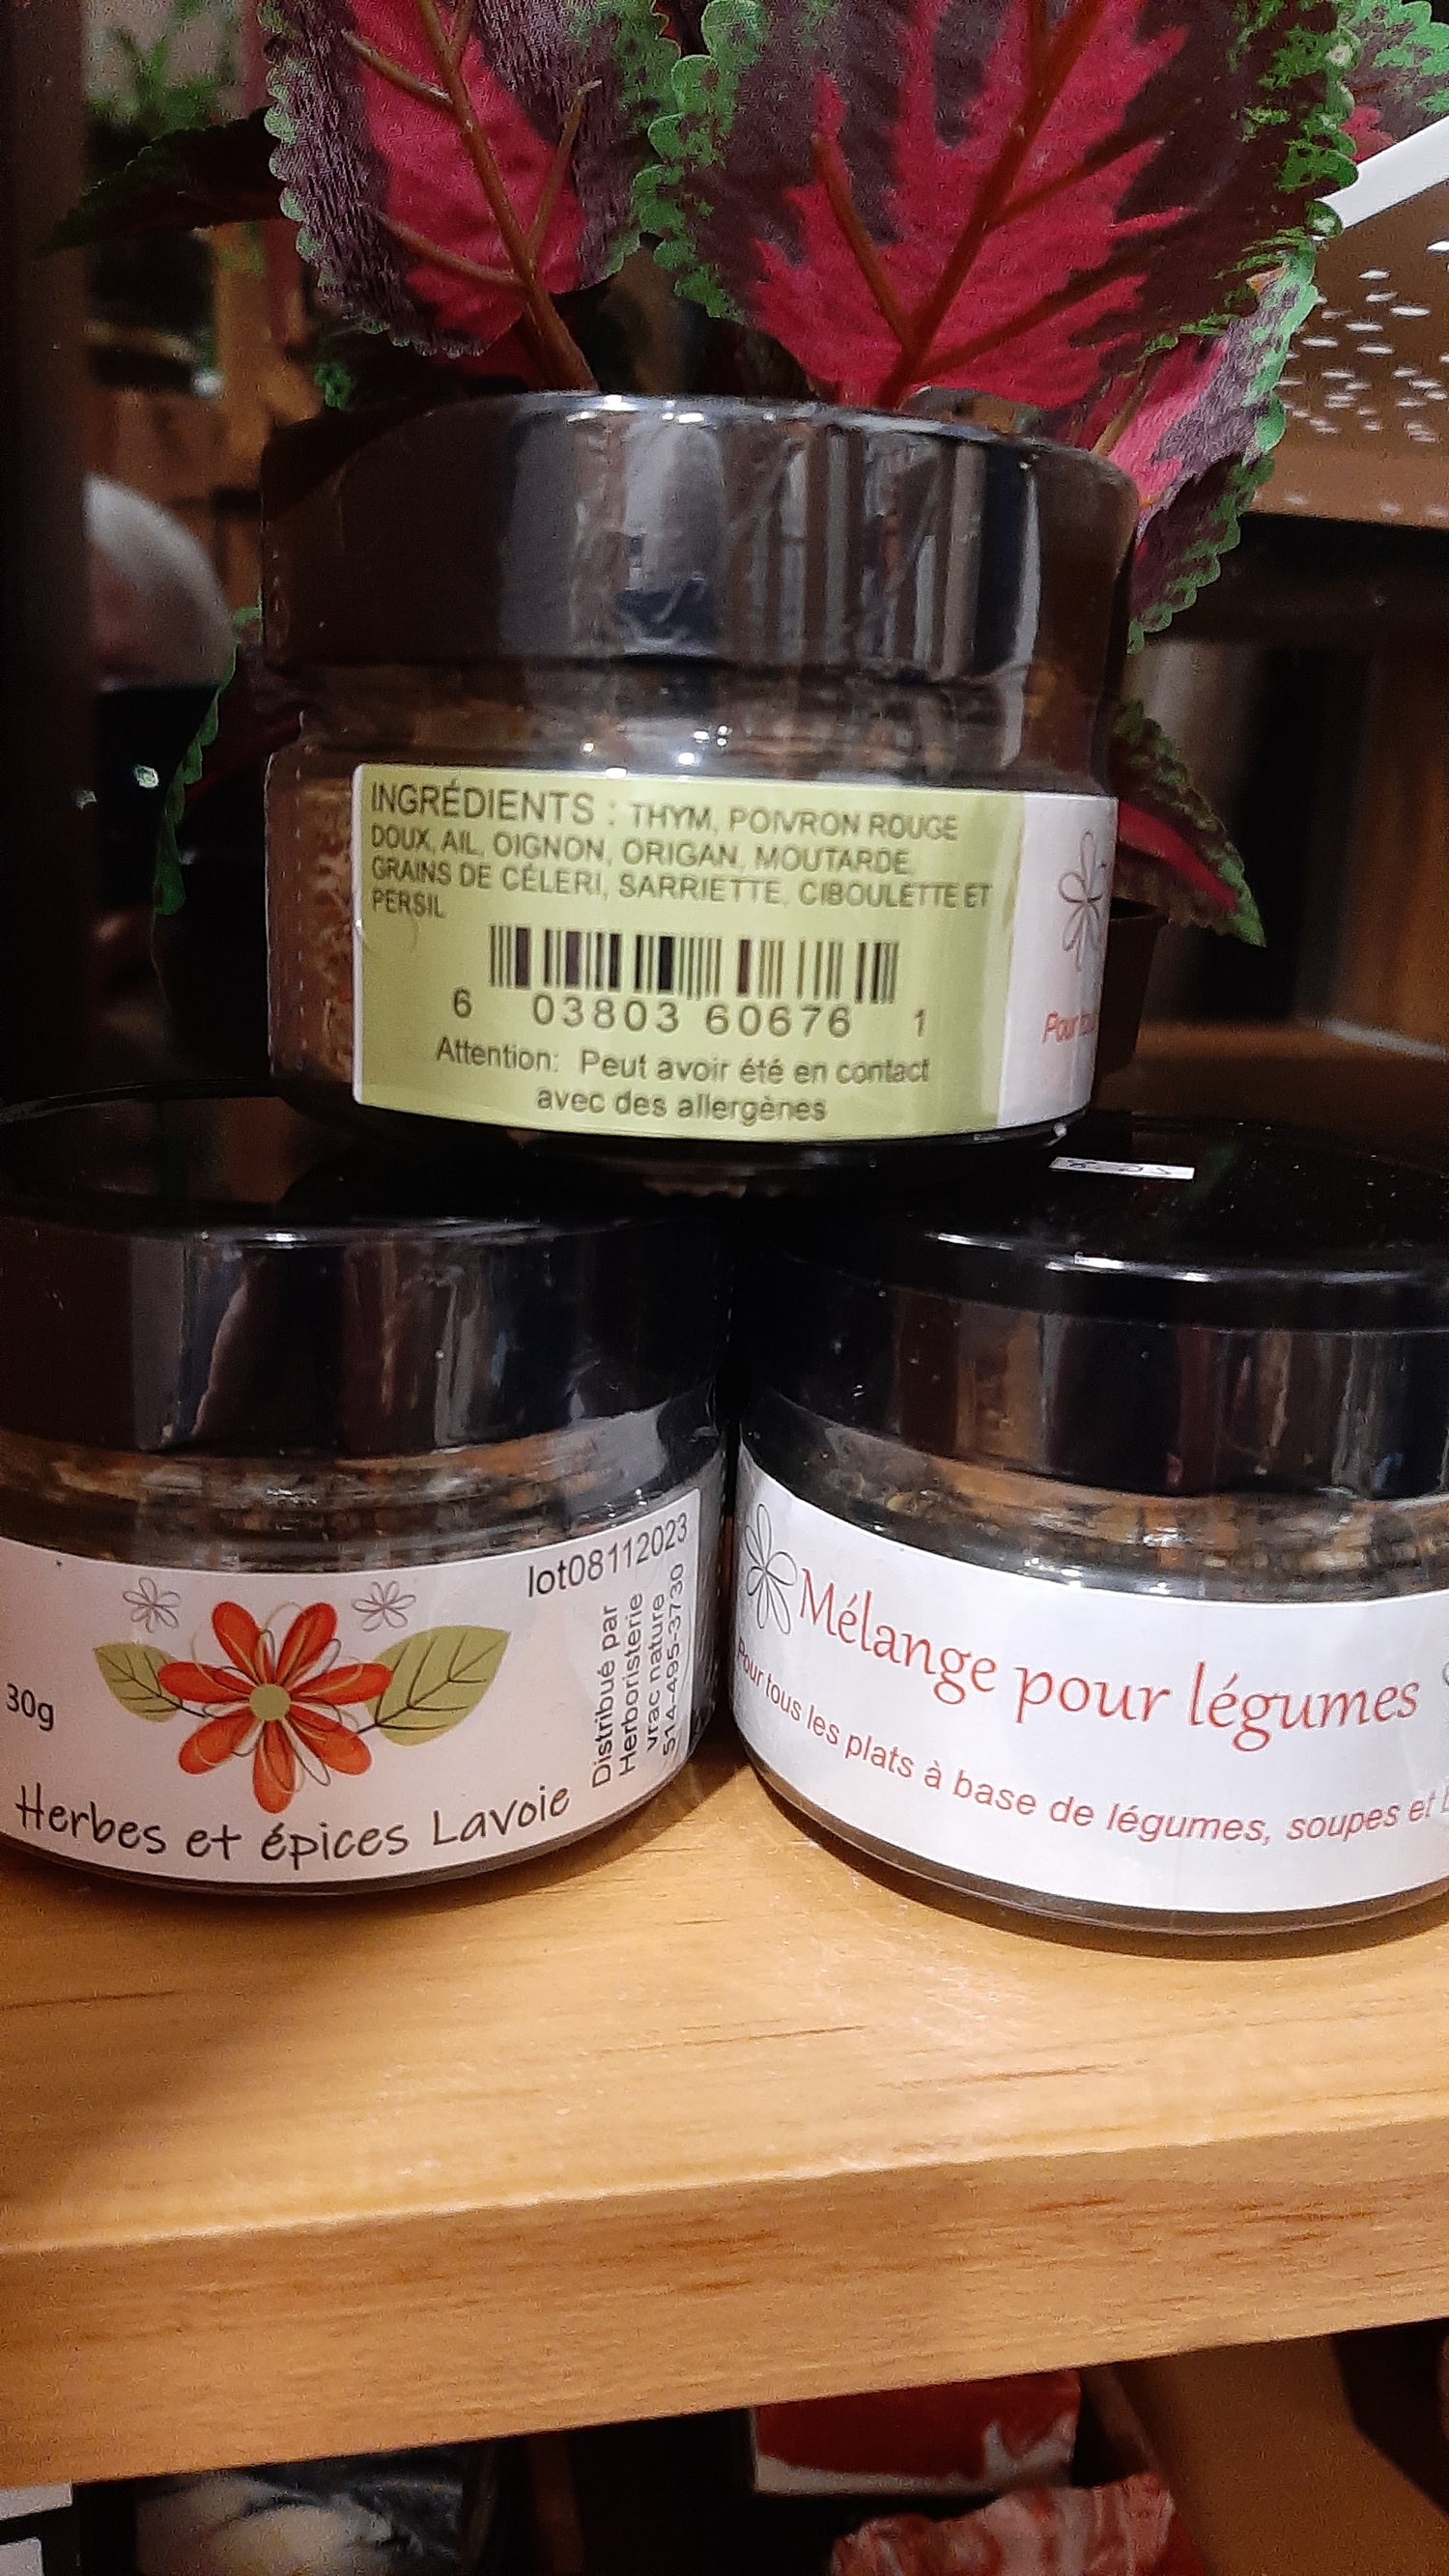 INGRÉDIENTS : THYM, POIVRON ROUGE
DOUX, AIL, OIGNON, ORIGAN, MOUTARDE,
GRAINS DE CÉLERI, SARRIETTE, CIBOULETTE ET
PERSIL
6 03803 60676 1
Attention: Peut avoir été en contact
avec des allergènes
Pour
lot08112023
Distribué par
Herboristerie
vrac nature
514-495-3730
30g
Herbes et épices Lavoie
Mélange pour légumes
Pour tous les plats à base de légumes, soupes et